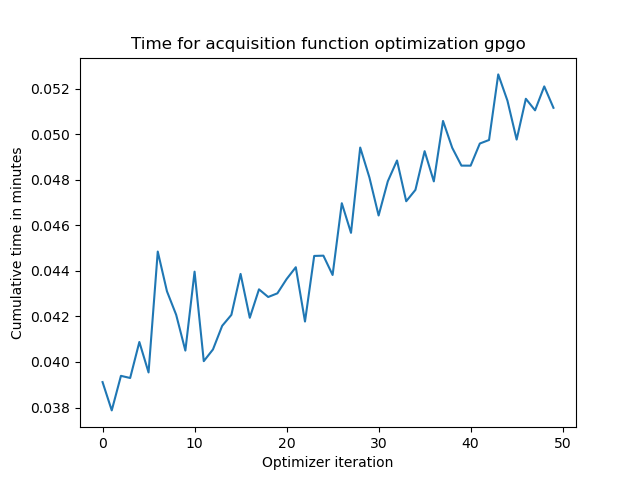 Time for acquisition function optimization gpgo
Cumulative time in minutes
0.052
0.050
0.048
0.046
0.044
0.042
0.040
0.038
0 10 20 30 40 50
Optimizer iteration